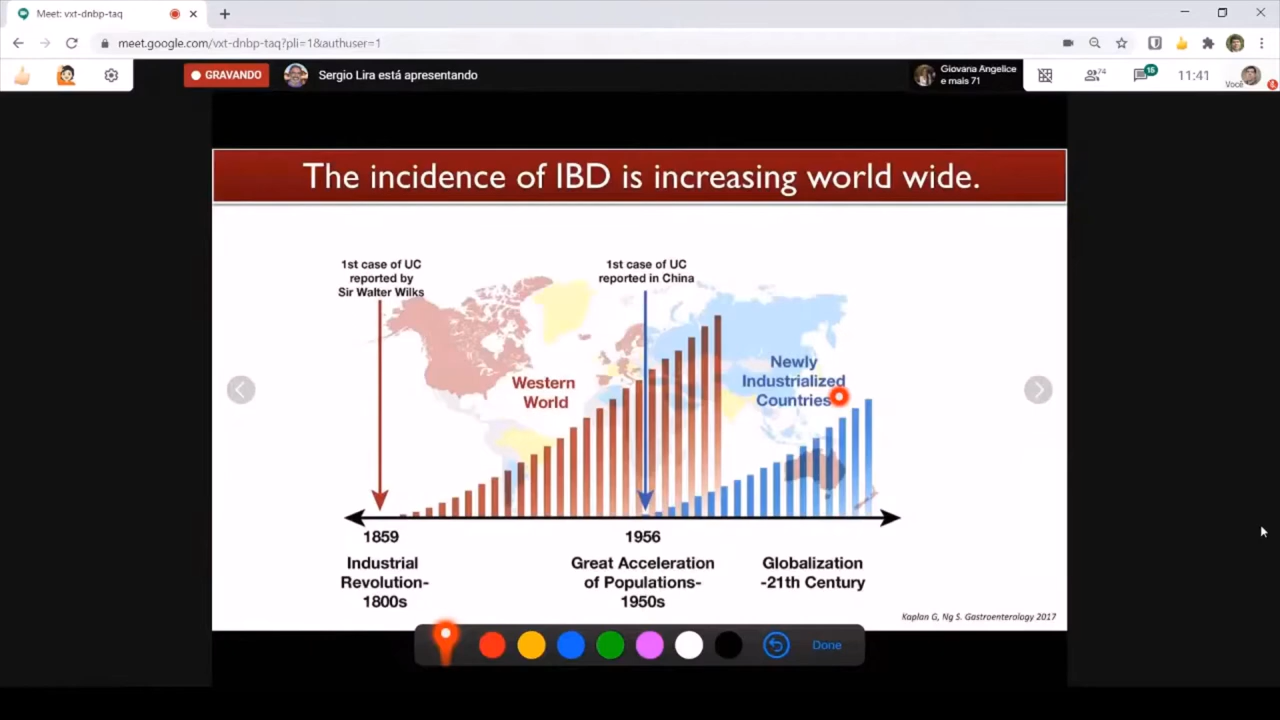 Meet: vxt-dnbp-taq
meet.google.com/vxt-dnbp-taq?pli=1&authuser=1
GRAVANDO
Sergio Lira está apresentando
Giovana Angelice
e mais 71
74
15
11:41
Você
The incidence of IBD is increasing world wide.
1st case of UC
reported by
Sir Walter Wilks
1st case of UC
reported in China
Western
World
Newly
Industrialized
Countries
1859
1956
Industrial
Revolution-
1800s
Great Acceleration
of Populations-
1950s
Globalization
-21th Century
Kaplan G, Ng S. Gastroenterology 2017
Done